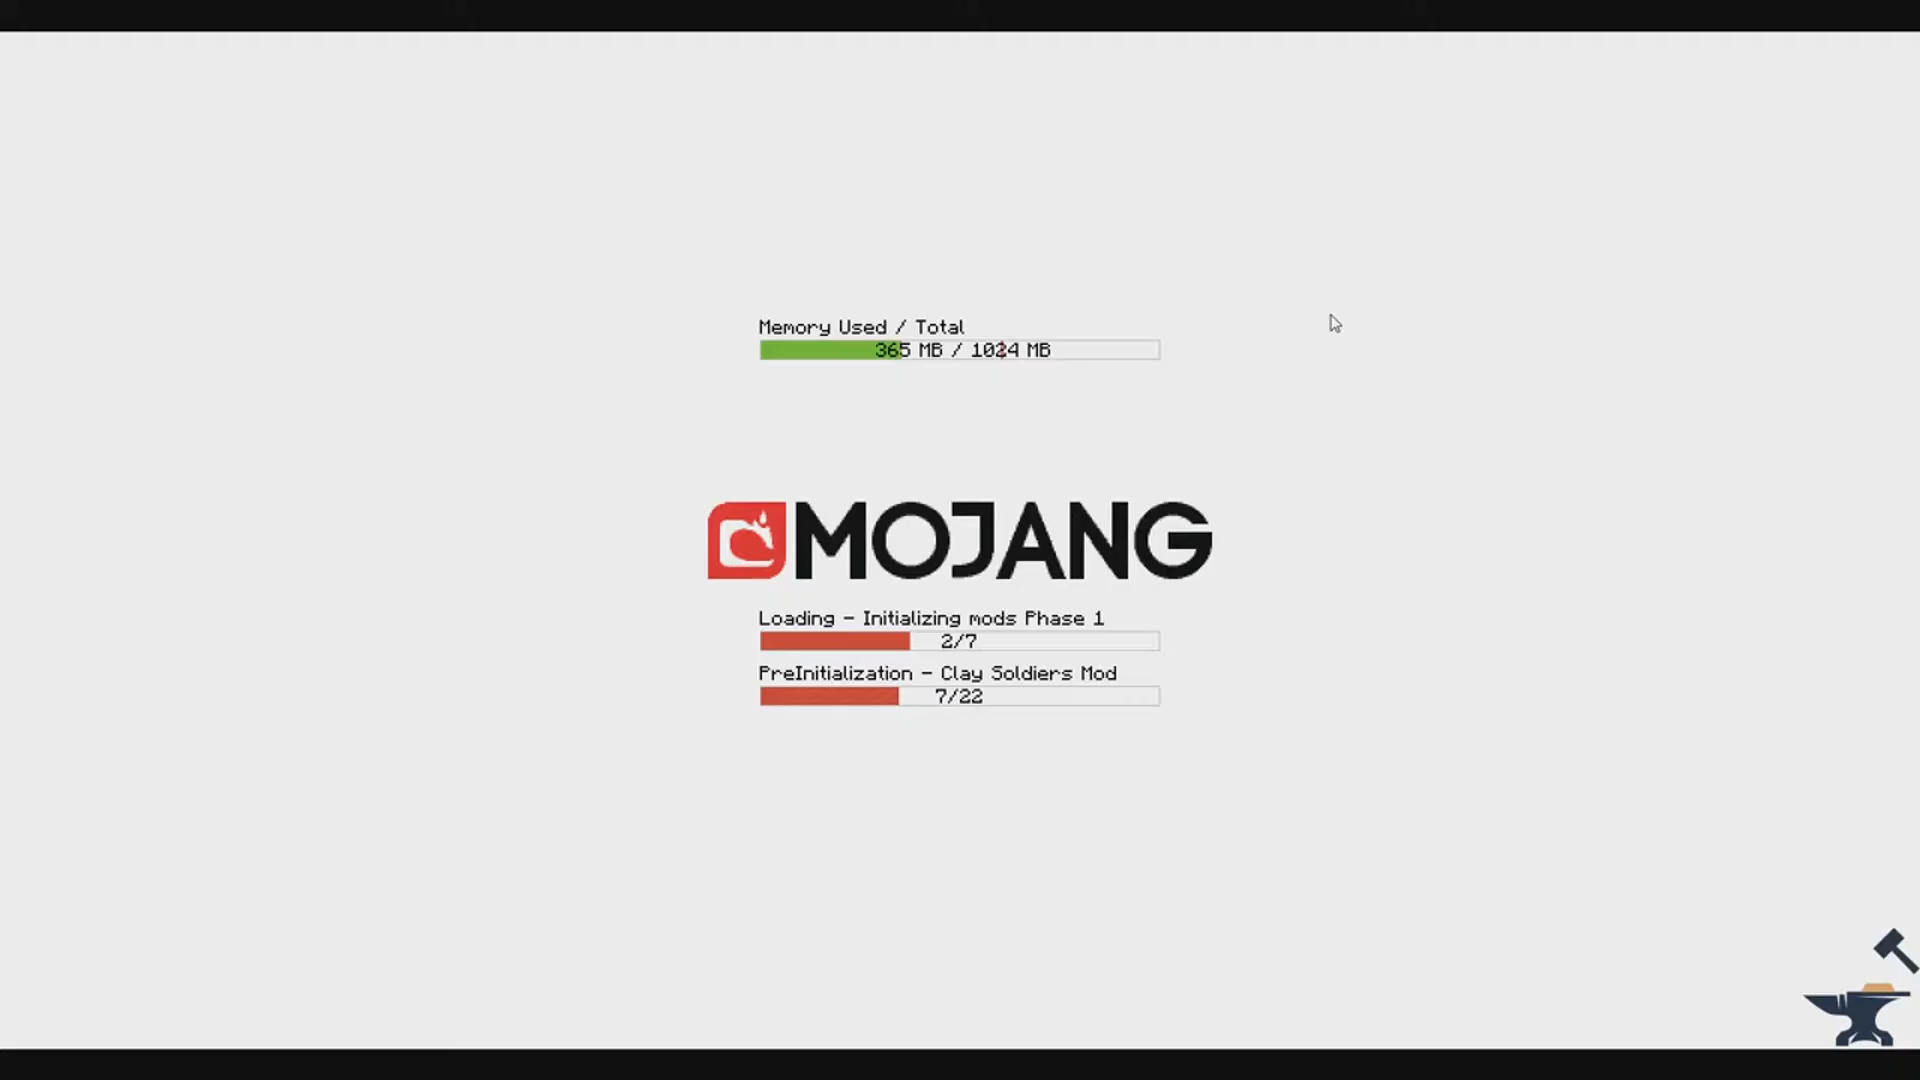 Memory Used / Total
365 MB / 1024 MB
MOJANG
Loading - Initializing mods Phase 1
2/7
PreInitialization - Clay Soldiers Mod
7/22